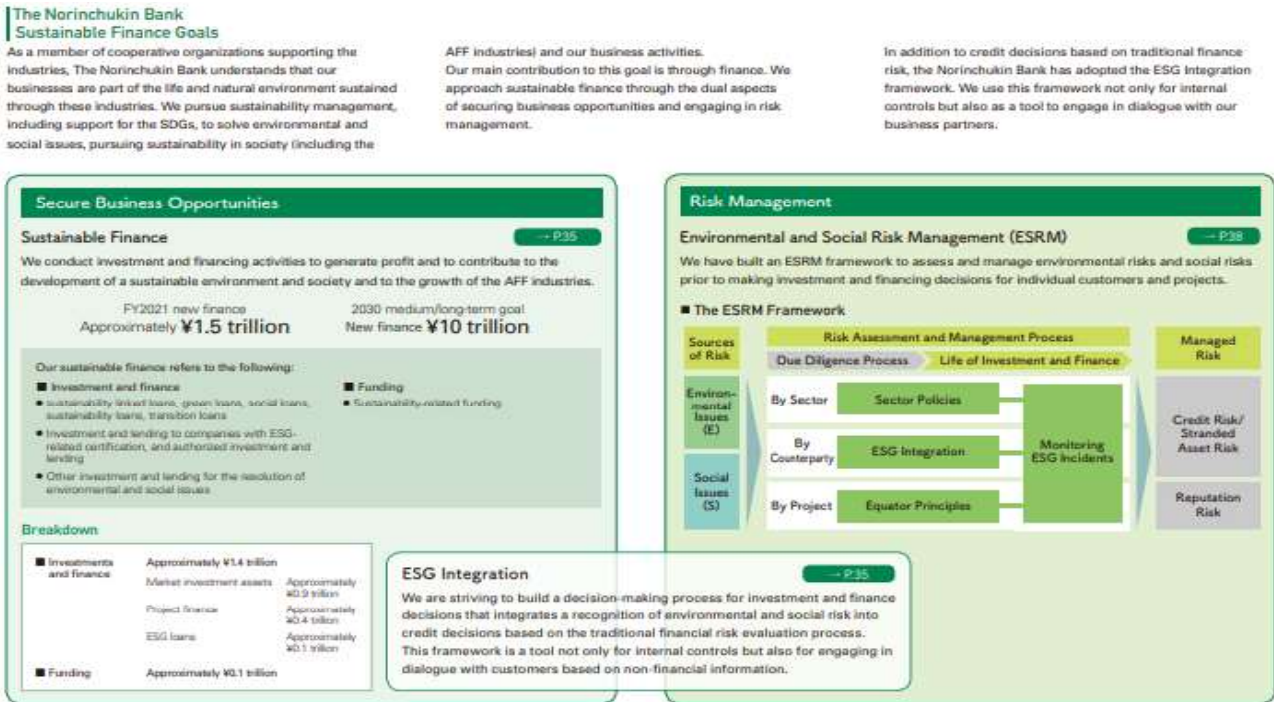 The Norinchukin Bank
Sustainable Finance Goals
As a member of cooperative organizations supporting the
industries, The Norinchukin Bank understands that our
businesses are part of the life and natural environment sustained
through these industries. We pursue sustainability management,
including support for the SDGs, to solve environmental and
social issues, pursuing sustainability in society (including the
AFF industries) and our business activities.
Our main contribution to this goal is through finance. We
approach sustainable finance through the dual aspects
of securing business opportunities and engaging in risk
management.
In addition to credit decisions based on traditional finance
risk, the Norinchukin Bank has adopted the ESG Integration
framework. We use this framework not only for internal
controls but also as a tool to engage in dialogue with our
business partners.
Secure Business Opportunities
Sustainable Finance
→ P.35
We conduct investment and financing activities to generate profit and to contribute to the
development of a sustainable environment and society and to the growth of the AFF industries.
FY2021 new finance
Approximately ¥1.5 trillion
2030 medium/long-term goal
New finance ¥10 trillion
Our sustainable finance refers to the following:
■ Investment and finance
● sustainability linked loans, green loans, social loans,
sustainability loans, transition loans
● Investment and lending to companies with ESG-
related certification, and authorized investment and
lending
● Other investment and lending for the resolution of
environmental and social issues
■ Funding
● Sustainability-related funding
Breakdown
■ Investments
and finance
Approximately ¥1.4 trillion
Market investment assets
Approximately
¥0.9 trillion
Project finance
Approximately
¥0.4 trillion
ESG loans
Approximately
¥0.1 trillion
■ Funding
Approximately ¥0.1 trillion
ESG Integration
→ P.35
We are striving to build a decision-making process for investment and finance
decisions that integrates a recognition of environmental and social risk into
credit decisions based on the traditional financial risk evaluation process.
This framework is a tool not only for internal controls but also for engaging in
dialogue with customers based on non-financial information.
Risk Management
Environmental and Social Risk Management (ESRM)
→ P.38
We have built an ESRM framework to assess and manage environmental risks and social risks
prior to making investment and financing decisions for individual customers and projects.
■ The ESRM Framework
Sources
of Risk
Risk Assessment and Management Process
Due Diligence Process
Life of Investment and Finance
Managed
Risk
Environ-
mental
Issues
(E)
Social
Issues
(S)
By Sector
Sector Policies
By
Counterparty
ESG Integration
By Project
Equator Principles
Monitoring
ESG Incidents
Credit Risk/
Stranded
Asset Risk
Reputation
Risk